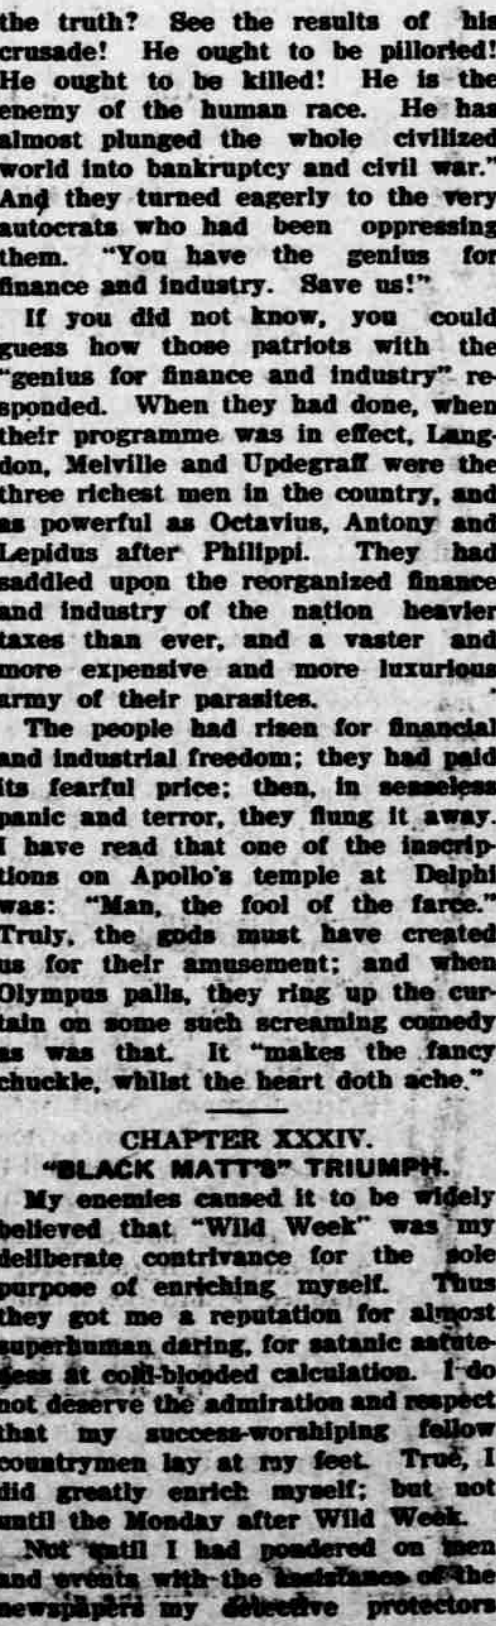 the truth? See the results of his
crusade! He ought to be pilloried!
He ought to be killed! He is the
enemy of the human race. He has
almost plunged the whole civilized
world into bankruptcy and civil war."
And they turned eagerly to the very
autocrats who had been oppressing
them. "You have the genius for
finance and industry. Save us!"
If you did not know, you could
guess how those patriots with the
"genius for finance and industry" re-
sponded. When they had done, when
their programme was in effect, Lang-
don, Melville and Updegraff were the
three richest men in the country, and
as powerful as Octavius, Antony and
Lepidus after Philippi. They had
saddled upon the reorganized finance
and industry of the nation heavier
taxes than ever, and a vaster and
more expensive and more luxurious
army of their parasites.
The people had risen for financial
and industrial freedom; they had paid
its fearful price; then, in senseless
panic and terror, they flung it away.
I have read that one of the inscrip-
tions on Apollo's temple at Delphi
was: "Man, the fool of the farce."
Truly, the gods must have created
us for their amusement; and when
Olympus palls, they ring up the cur-
tain on some such screaming comedy
as was that. It "makes the fancy
chuckle, whilst the heart doth ache."
CHAPTER XXXIV.
"BLACK MATT'S" TRIUMPH.
My enemies caused it to be widely
believed that "Wild Week" was my
deliberate contrivance for the sole
purpose of enriching myself. Thus
they got me a reputation for almost
superhuman daring, for satanic astute-
ness at cold-blooded calculation. I do
not deserve the admiration and respect
that my success-worshiping fellow
countrymen lay at my feet. True, I
did greatly enrich myself; but not
until the Monday after Wild Week.
Not until I had pondered on men
and events with the assistance of the
newspapers my detective protectors